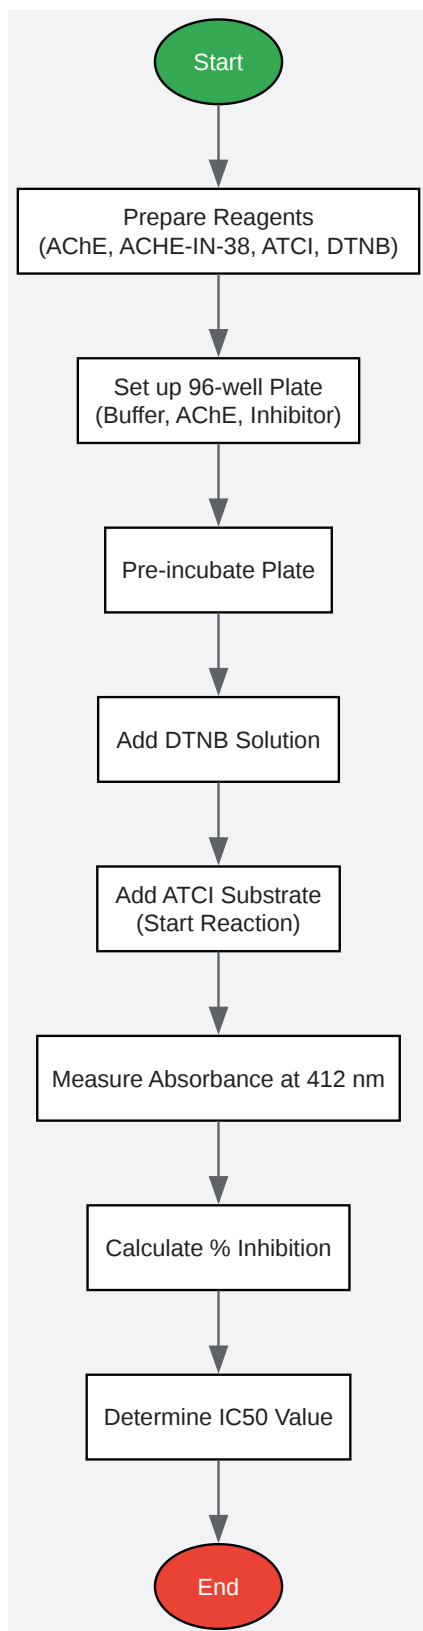 Start
Prepare Reagents
(AChE, ACHE-IN-38, ATCI, DTNB)
Set up 96-well Plate
(Buffer, AChE, Inhibitor)
Pre-incubate Plate
Add DTNB Solution
Add ATCI Substrate
(Start Reaction)
Measure Absorbance at 412 nm
Calculate % Inhibition
Determine IC50 Value
End